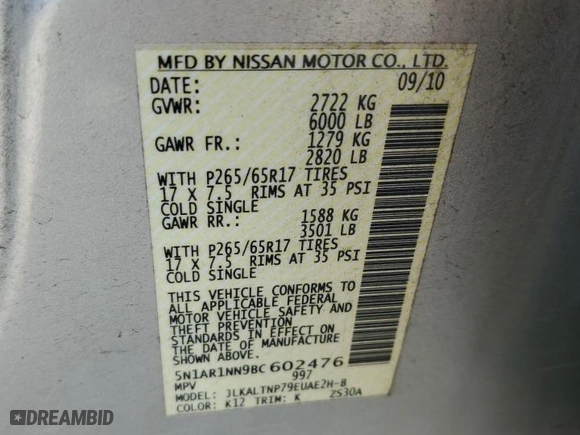 MFD BY NISSAN MOTOR CO., LTD.
DATE: 09/10
GVWR: 2722 KG
6000 LB
GAWR FR.: 1279 KG
2820 LB
WITH P265/65R17 TIRES
17 X 7.5 RIMS AT 35 PSI
COLD SINGLE
GAWR RR.: 1588 KG
3501 LB
WITH P265/65R17 TIRES
17 X 7.5 RIMS AT 35 PSI
COLD SINGLE
THIS VEHICLE CONFORMS TO
ALL APPLICABLE FEDERAL
MOTOR VEHICLE SAFETY AND
THEFT PREVENTION
STANDARDS IN EFFECT ON
THE DATE OF MANUFACTURE
SHOWN ABOVE.
5N1AR1NN9BC602476
MPV 997
MODEL: JLKALTNP79EUAE2H-B
COLOR: K12 TRIM: K ZS30A
DREAMBID